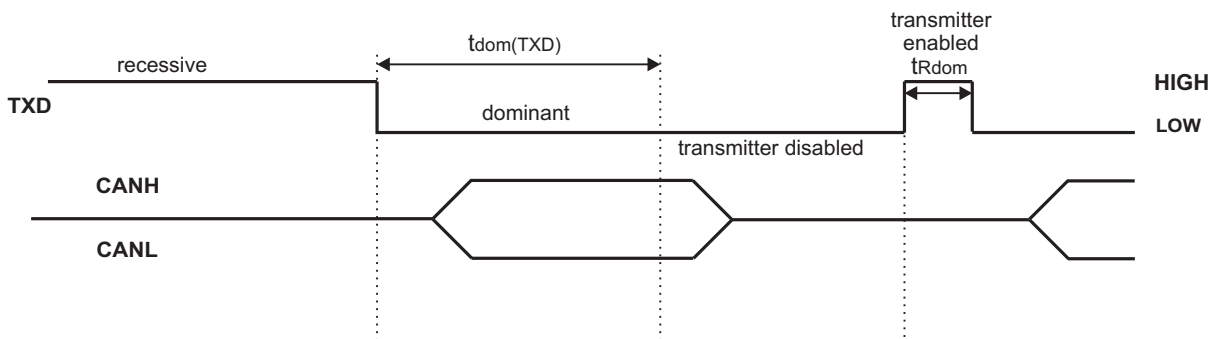 transmitter
enabled
tRdom
tdom(TXD)
recessive
TXD
HIGH
dominant
LOW
transmitter disabled
CANH
CANL